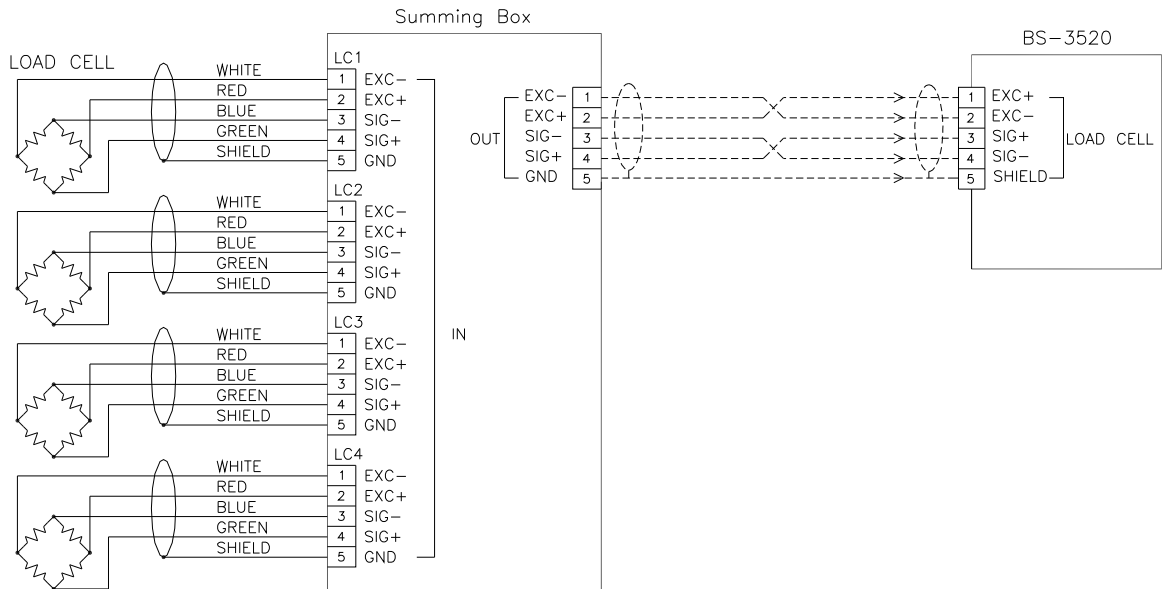 Summing Box
BS-3520
LOAD CELL
LC1
WHITE 1 EXC-
RED 2 EXC+
BLUE 3 SIG-
GREEN 4 SIG+
SHIELD 5 GND
LC2
WHITE 1 EXC-
RED 2 EXC+
BLUE 3 SIG-
GREEN 4 SIG+
SHIELD 5 GND
LC3
WHITE 1 EXC-
RED 2 EXC+
BLUE 3 SIG-
GREEN 4 SIG+
SHIELD 5 GND
LC4
WHITE 1 EXC-
RED 2 EXC+
BLUE 3 SIG-
GREEN 4 SIG+
SHIELD 5 GND
IN
OUT
EXC- 1
EXC+ 2
SIG- 3
SIG+ 4
GND 5
1 EXC+
2 EXC-
3 SIG+
4 SIG-
5 SHIELD
LOAD CELL